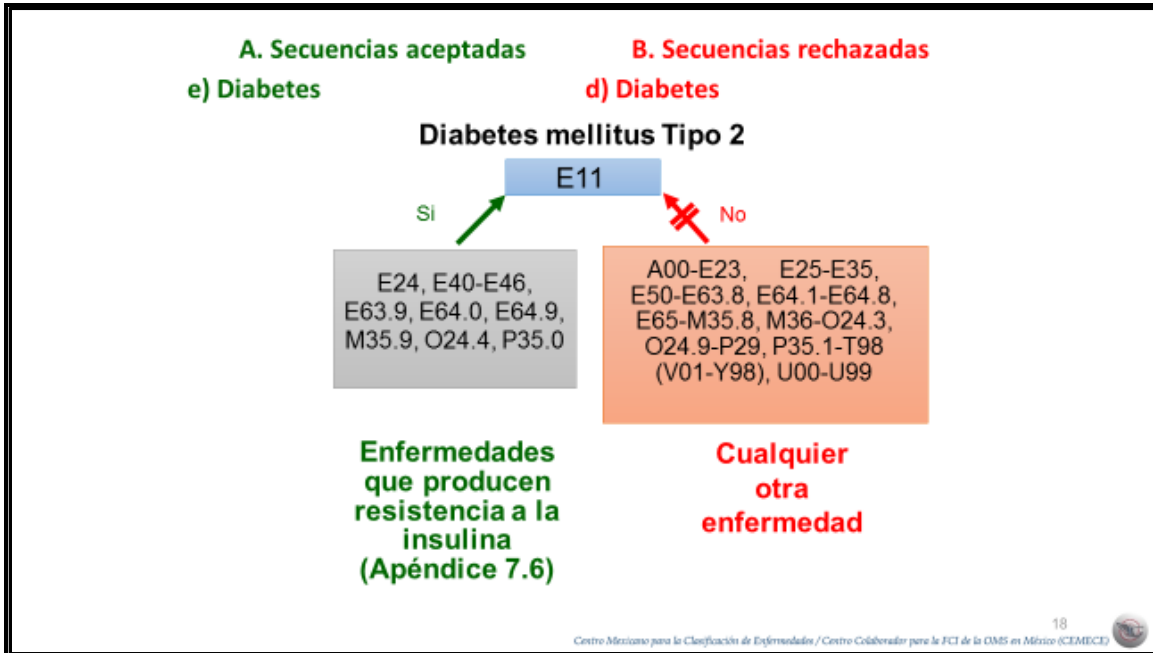 A. Secuencias aceptadas
B. Secuencias rechazadas
e) Diabetes
d) Diabetes
Diabetes mellitus Tipo 2
E11
Si
No
E24, E40-E46,
E63.9, E64.0, E64.9,
M35.9, O24.4, P35.0
A00-E23, E25-E35,
E50-E63.8, E64.1-E64.8,
E65-M35.8, M36-O24.3,
O24.9-P29, P35.1-T98
(V01-Y98), U00-U99
Enfermedades
que producen
resistencia a la
insulina
(Apéndice 7.6)
Cualquier
otra
enfermedad
18
Centro Mexicano para la Clasificación de Enfermedades / Centro Colaborador para la FCI de la OMS en México (CEMECE)